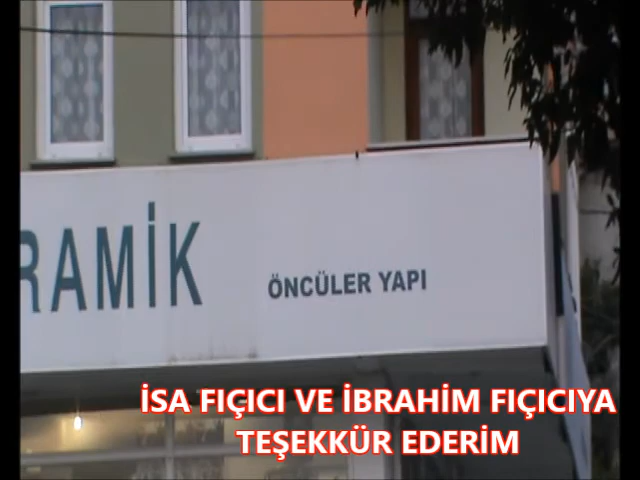 RAMİK
ÖNCÜLER YAPI
İSA FIÇICI VE İBRAHİM FIÇICIYA
TEŞEKKÜR EDERİM